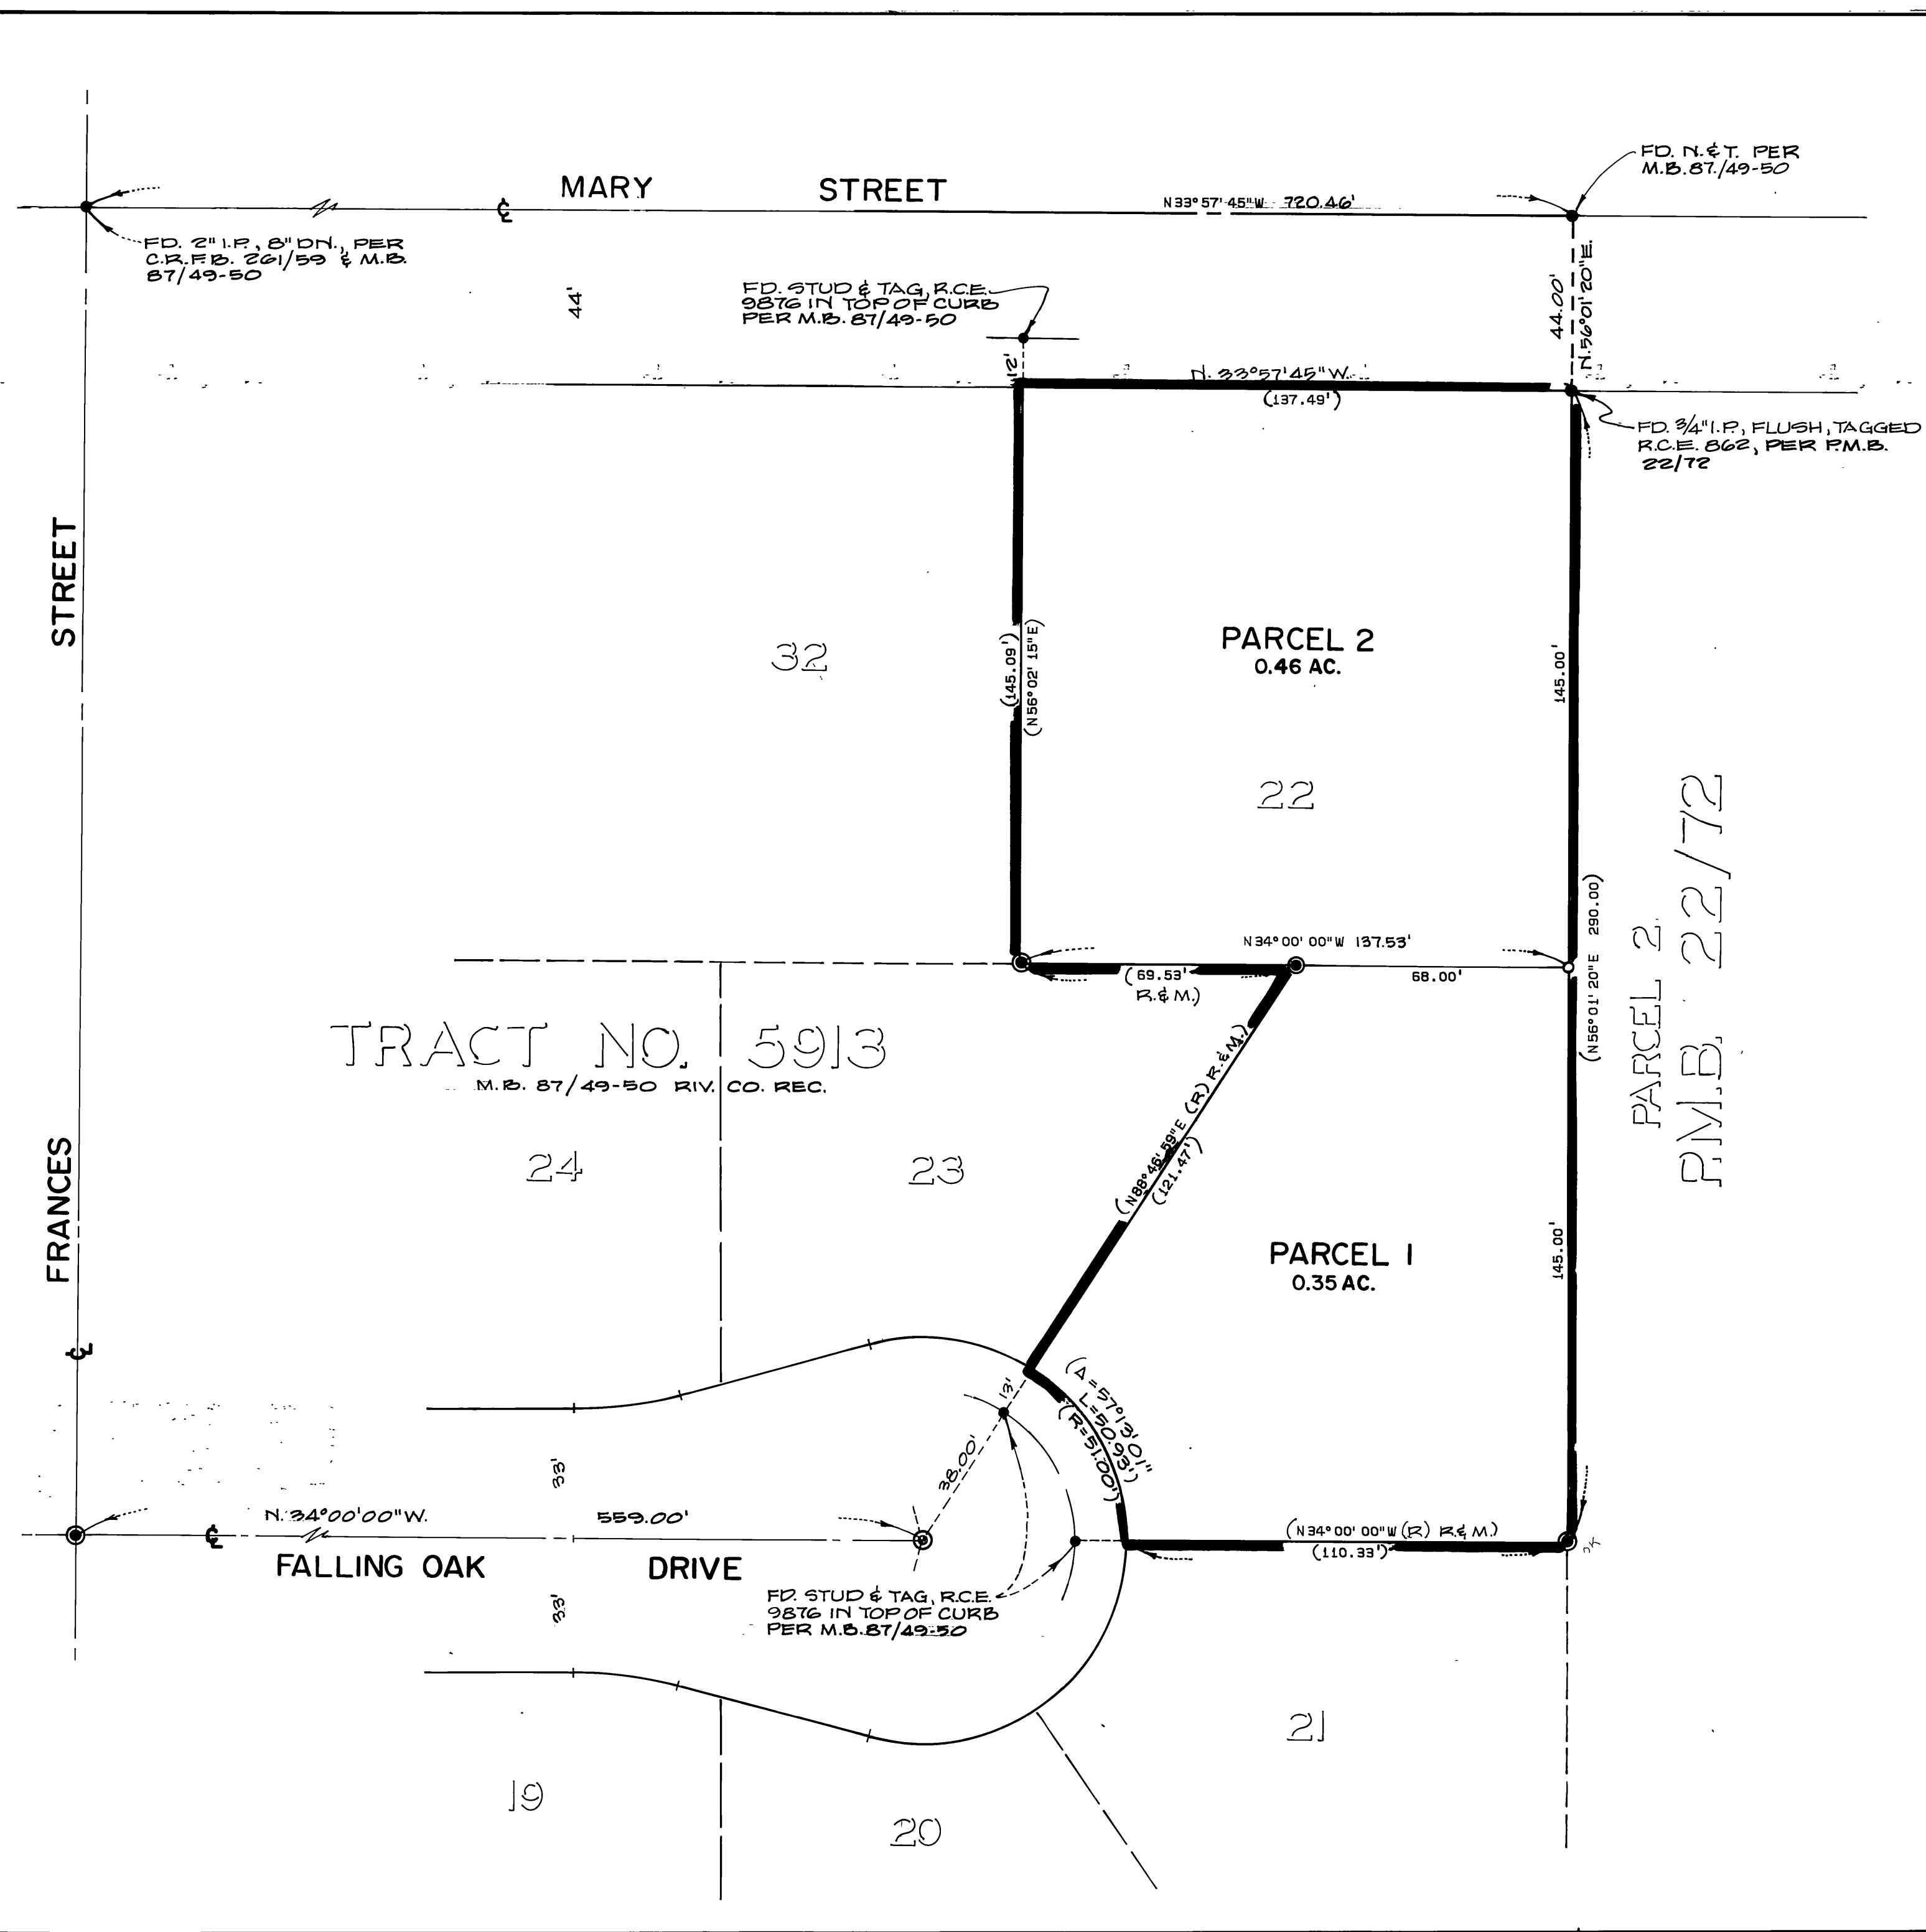 MARY STREET
N33°57'45"W 720.46'
FD. N.&T. PER
M.B.87./49-50
FD. 2" I.P., 8" DN., PER
C.R.F.B. 261/59 & M.B.
87/49-50
44'
FD. STUD & TAG, R.C.E.
9876 IN TOP OF CURB
PER M.B. 87/49-50
12'
44.00'
N.56°01'20"E.
N. 33°57'45"W.
(137.49')
FD. 3/4" I.P., FLUSH, TAGGED
R.C.E. 862, PER P.M.B.
22/72
STREET
FRANCES
32
(145.09')
(N56°02'15"E)
PARCEL 2
0.46 AC.
22
145.00'
(N56°01'20"E 290.00)
PARCEL 2
P.M.B. 22/72
N34°00'00"W 137.53'
(69.53'
R.& M.)
68.00'
TRACT NO. 5913
M.B. 87/49-50 RIV. CO. REC.
24
23
(N88°46'59"E (R) R.& M.)
(121.47')
PARCEL 1
0.35 AC.
145.00'
(Δ=57°13'01"
L=50.93')
(R=51.00')
13'
38.00'
33'
N. 34°00'00"W.
559.00'
℄
℄
℄
FALLING OAK DRIVE
33'
FD. STUD & TAG, R.C.E.
9876 IN TOP OF CURB
PER M.B.87/49-50
(N34°00'00"W (R) R.& M.)
(110.33')
21
19
20